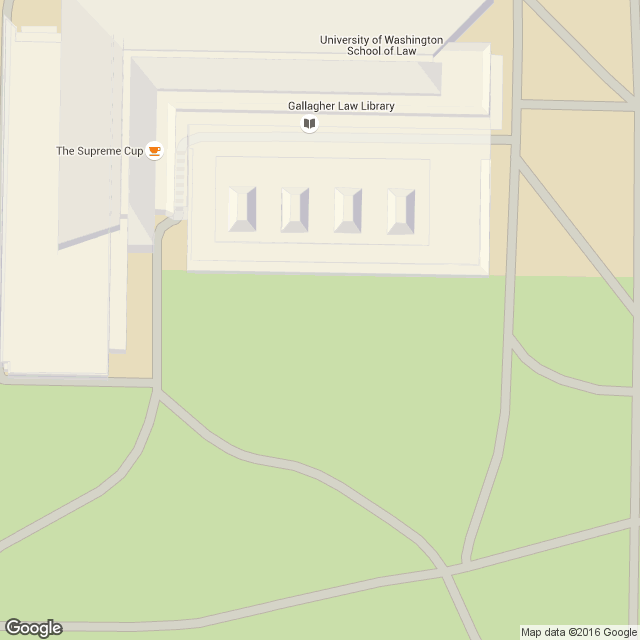 University of Washington
School of Law
Gallagher Law Library
The Supreme Cup
Google
Map data ©2016 Google